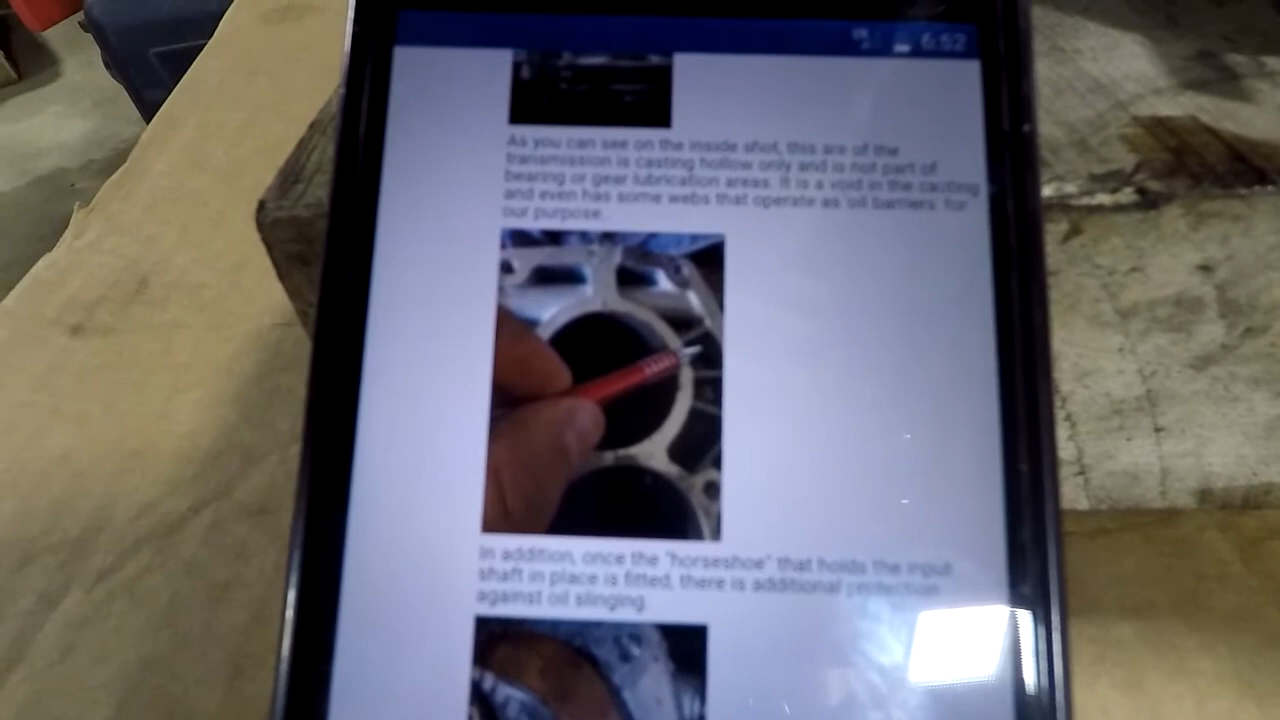 6:52
As you can see on the inside shot, this are of the
transmission is casting hollow only and is not part of
bearing or gear lubrication areas. It is a void in the casting
and even has some webs that operate as 'oil barriers' for
our purpose..
In addition, once the "horseshoe" that holds the input
shaft in place is fitted, there is additional protection
against oil slinging.